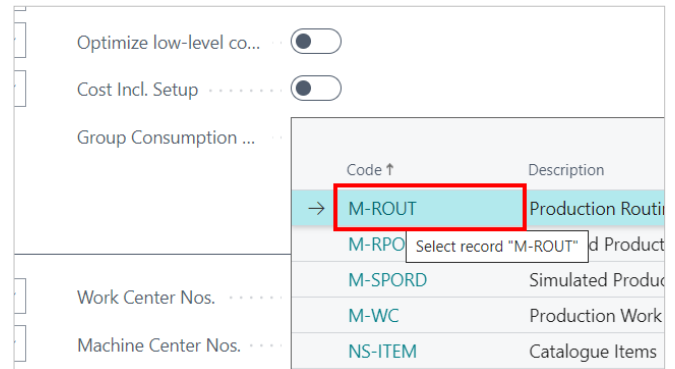 Optimize low-level co...
Cost Incl. Setup
Group Consumption ...
Code ↑ Description
→ M-ROUT Production Routi
M-RPO d Product
Select record "M-ROUT"
M-SPORD Simulated Produc
Work Center Nos. M-WC Production Work
Machine Center Nos. NS-ITEM Catalogue Items